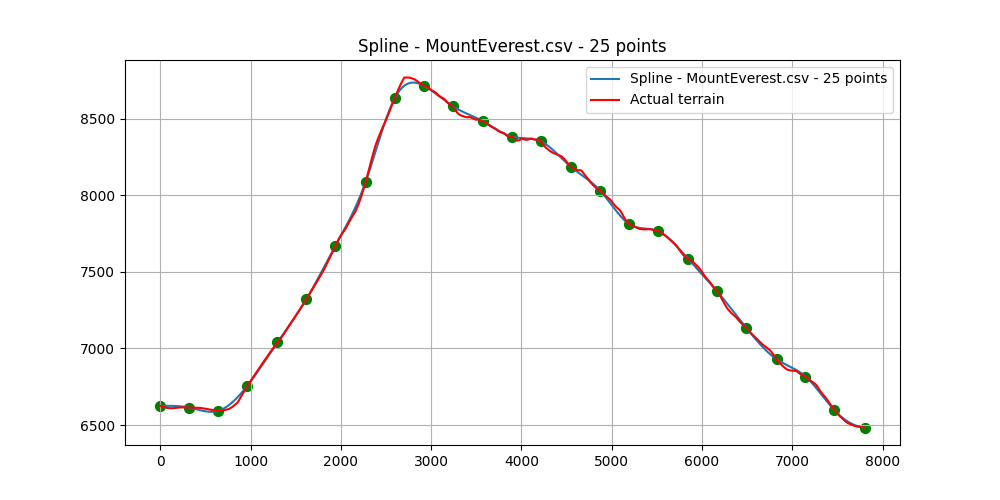 Spline - MountEverest.csv - 25 points
Spline - MountEverest.csv - 25 points
Actual terrain
8500
8000
7500
7000
6500
0 1000 2000 3000 4000 5000 6000 7000 8000